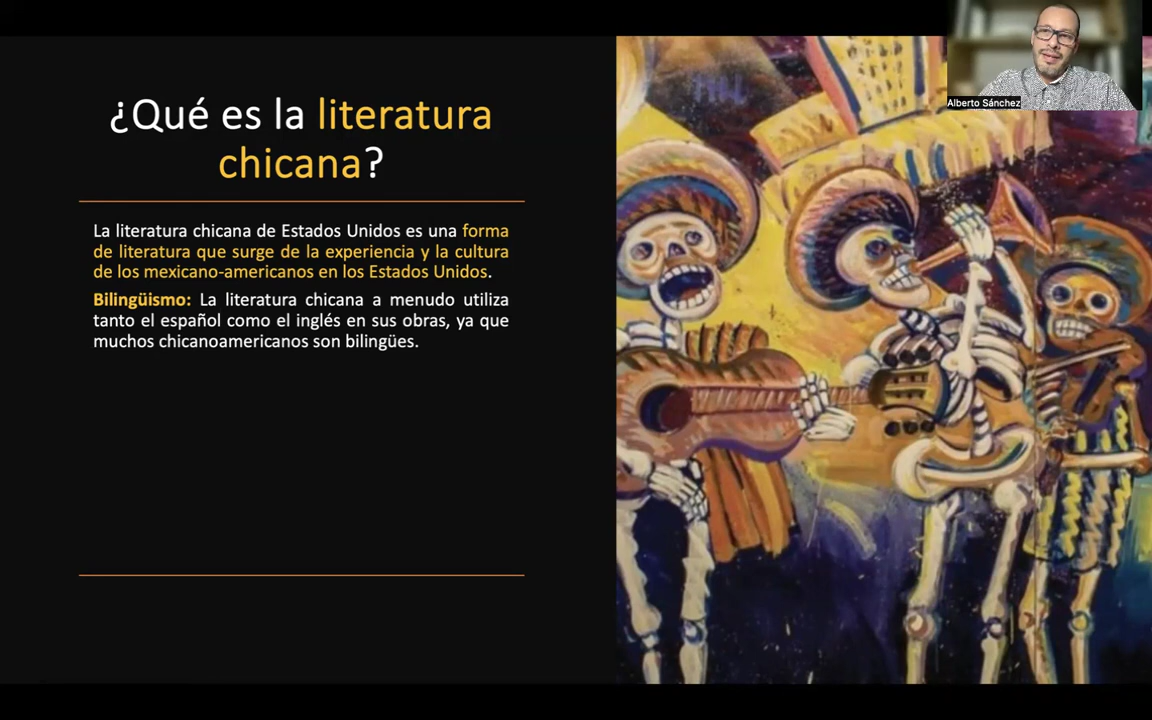 ¿Qué es la literatura
chicana?
La literatura chicana de Estados Unidos es una forma
de literatura que surge de la experiencia y la cultura
de los mexicano-americanos en los Estados Unidos.
Bilingüismo: La literatura chicana a menudo utiliza
tanto el español como el inglés en sus obras, ya que
muchos chicanoamericanos son bilingües.
Alberto Sánchez